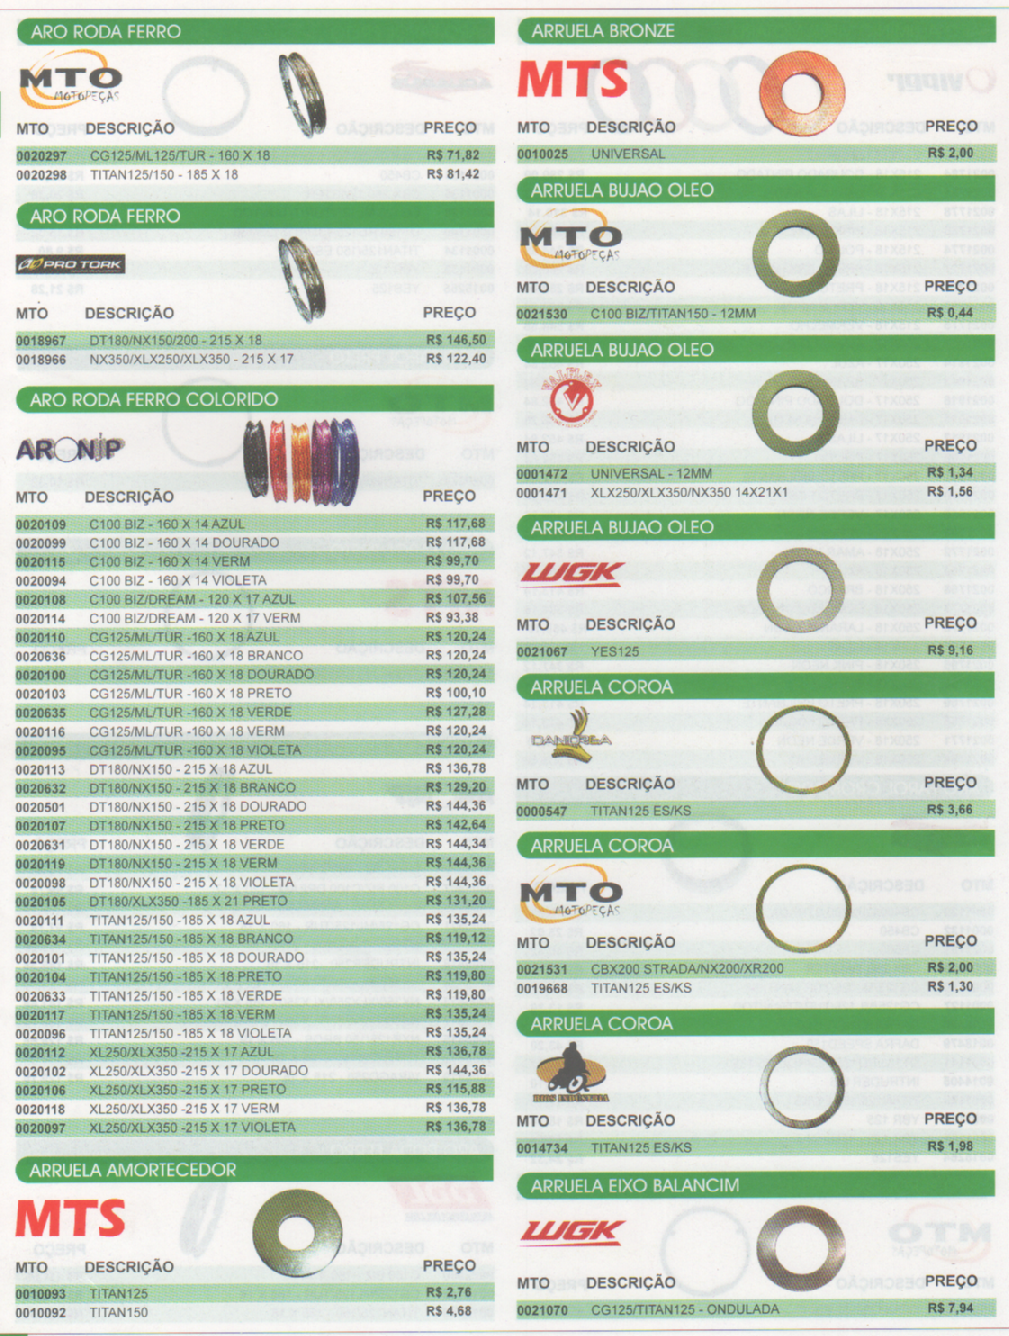 ARO RODA FERRO
MTO
MOTOPEÇAS
MTO DESCRIÇÃO PREÇO
0020297 CG125/ML125/TUR - 160 X 18 R$ 71,82
0020298 TITAN125/150 - 185 X 18 R$ 81,42
ARO RODA FERRO
PRO TORK
MTO DESCRIÇÃO PREÇO
0018967 DT180/NX150/200 - 215 X 18 R$ 146,50
0018966 NX350/XLX250/XLX350 - 215 X 17 R$ 122,40
ARO RODA FERRO COLORIDO
ARONIP
MTO DESCRIÇÃO PREÇO
0020109 C100 BIZ - 160 X 14 AZUL R$ 117,68
0020099 C100 BIZ - 160 X 14 DOURADO R$ 117,68
0020115 C100 BIZ - 160 X 14 VERM R$ 99,70
0020094 C100 BIZ - 160 X 14 VIOLETA R$ 99,70
0020108 C100 BIZ/DREAM - 120 X 17 AZUL R$ 107,56
0020114 C100 BIZ/DREAM - 120 X 17 VERM R$ 93,38
0020110 CG125/ML/TUR -160 X 18 AZUL R$ 120,24
0020636 CG125/ML/TUR -160 X 18 BRANCO R$ 120,24
0020100 CG125/ML/TUR -160 X 18 DOURADO R$ 120,24
0020103 CG125/ML/TUR -160 X 18 PRETO R$ 100,10
0020635 CG125/ML/TUR -160 X 18 VERDE R$ 127,28
0020116 CG125/ML/TUR -160 X 18 VERM R$ 120,24
0020095 CG125/ML/TUR -160 X 18 VIOLETA R$ 120,24
0020113 DT180/NX150 - 215 X 18 AZUL R$ 136,78
0020632 DT180/NX150 - 215 X 18 BRANCO R$ 129,20
0020501 DT180/NX150 - 215 X 18 DOURADO R$ 144,36
0020107 DT180/NX150 - 215 X 18 PRETO R$ 142,64
0020631 DT180/NX150 - 215 X 18 VERDE R$ 144,34
0020119 DT180/NX150 - 215 X 18 VERM R$ 144,36
0020098 DT180/NX150 - 215 X 18 VIOLETA R$ 144,36
0020105 DT180/XLX350 -185 X 21 PRETO R$ 131,20
0020111 TITAN125/150 -185 X 18 AZUL R$ 135,24
0020634 TITAN125/150 -185 X 18 BRANCO R$ 119,12
0020101 TITAN125/150 -185 X 18 DOURADO R$ 135,24
0020104 TITAN125/150 -185 X 18 PRETO R$ 119,80
0020633 TITAN125/150 -185 X 18 VERDE R$ 119,80
0020117 TITAN125/150 -185 X 18 VERM R$ 135,24
0020096 TITAN125/150 -185 X 18 VIOLETA R$ 135,24
0020112 XL250/XLX350 -215 X 17 AZUL R$ 136,78
0020102 XL250/XLX350 -215 X 17 DOURADO R$ 144,36
0020106 XL250/XLX350 -215 X 17 PRETO R$ 115,88
0020118 XL250/XLX350 -215 X 17 VERM R$ 136,78
0020097 XL250/XLX350 -215 X 17 VIOLETA R$ 136,78
ARRUELA AMORTECEDOR
MTS
MTO DESCRIÇÃO PREÇO
0010093 TITAN125 R$ 2,76
0010092 TITAN150 R$ 4,68
ARRUELA BRONZE
MTS
MTO DESCRIÇÃO PREÇO
0010025 UNIVERSAL R$ 2,00
ARRUELA BUJAO OLEO
MTO
MOTOPEÇAS
MTO DESCRIÇÃO PREÇO
0021530 C100 BIZ/TITAN150 - 12MM R$ 0,44
ARRUELA BUJAO OLEO
MTO DESCRIÇÃO PREÇO
0001472 UNIVERSAL - 12MM R$ 1,34
0001471 XLX250/XLX350/NX350 14X21X1 R$ 1,56
ARRUELA BUJAO OLEO
WGK
MTO DESCRIÇÃO PREÇO
0021067 YES125 R$ 9,16
ARRUELA COROA
MTO DESCRIÇÃO PREÇO
0000547 TITAN125 ES/KS R$ 3,66
ARRUELA COROA
MTO
MOTOPEÇAS
MTO DESCRIÇÃO PREÇO
0021531 CBX200 STRADA/NX200/XR200 R$ 2,00
0019668 TITAN125 ES/KS R$ 1,30
ARRUELA COROA
MTO DESCRIÇÃO PREÇO
0014734 TITAN125 ES/KS R$ 1,98
ARRUELA EIXO BALANCIM
WGK
MTO DESCRIÇÃO PREÇO
0021070 CG125/TITAN125 - ONDULADA R$ 7,94